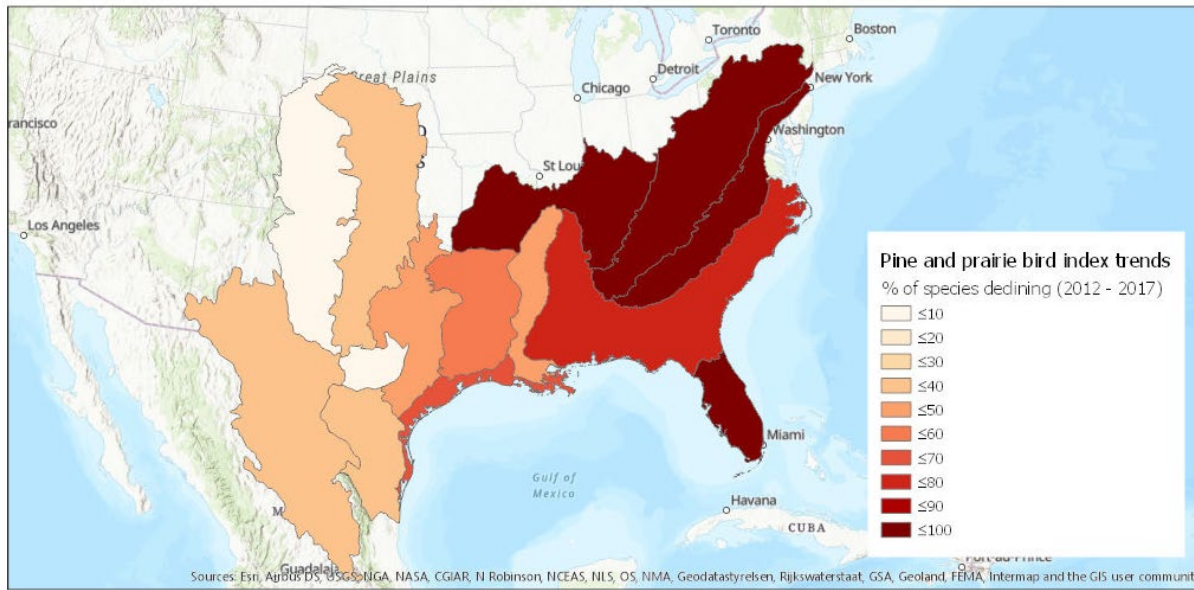 Toronto
Boston
Great Plains
Detroit
Chicago
New York
rancisco
Washington
St Lou
Los Angeles
Pine and prairie bird index trends
% of species declining (2012 - 2017)
≤10
≤20
≤30
≤40
≤50
≤60
≤70
≤80
≤90
≤100
Miami
Gulf of
Mexico
Havana
CUBA
M
Port-au-Prince
Guadalaja
Sources: Esri, Airbus DS, USGS, NGA, NASA, CGIAR, N Robinson, NCEAS, NLS, OS, NMA, Geodatastyrelsen, Rijkswaterstaat, GSA, Geoland, FEMA, Intermap and the GIS user communit